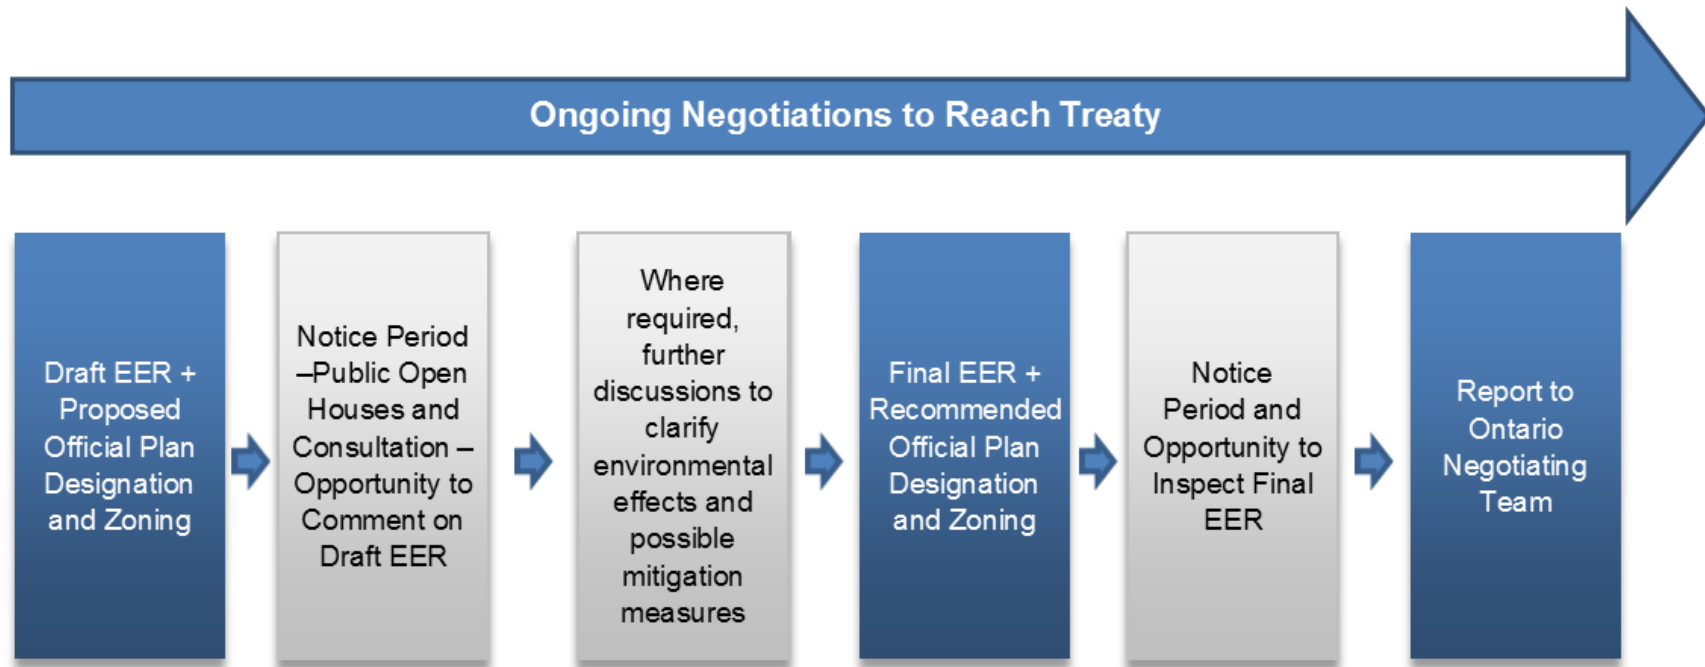 Ongoing Negotiations to Reach Treaty
Draft EER +
Proposed
Official Plan
Designation
and Zoning
Notice Period
–Public Open
Houses and
Consultation –
Opportunity to
Comment on
Draft EER
Where
required,
further
discussions to
clarify
environmental
effects and
possible
mitigation
measures
Final EER +
Recommended
Official Plan
Designation
and Zoning
Notice
Period and
Opportunity to
Inspect Final
EER
Report to
Ontario
Negotiating
Team